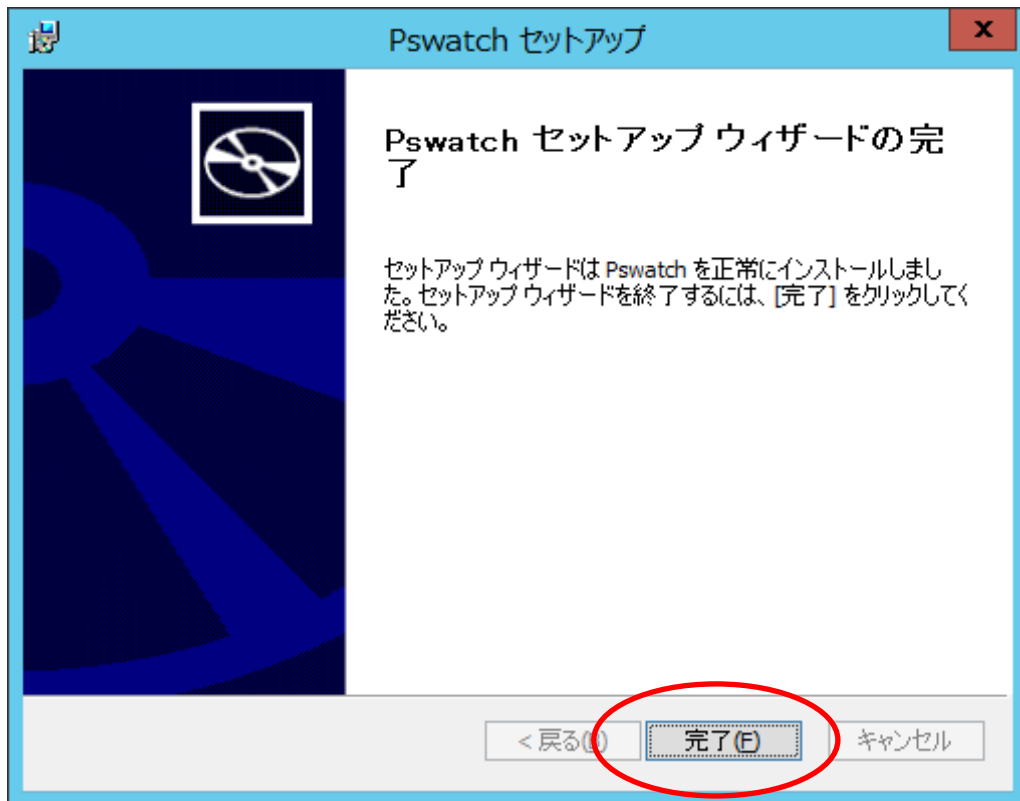 Pswatch セットアップ
x
Pswatch セットアップ ウィザードの完
了
セットアップ ウィザードは Pswatch を正常にインストールしまし
た。セットアップ ウィザードを終了するには、[完了] をクリックしてく
ださい。
< 戻る(B) 完了(F) キャンセル